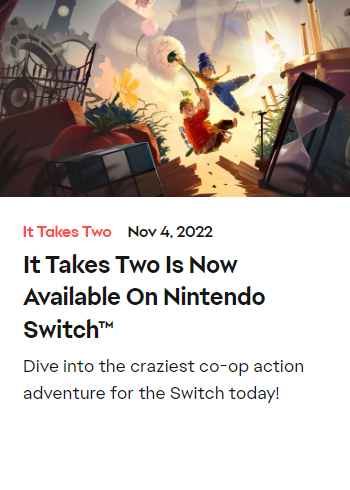 It Takes Two Nov 4, 2022
It Takes Two Is Now
Available On Nintendo
Switch™
Dive into the craziest co-op action
adventure for the Switch today!